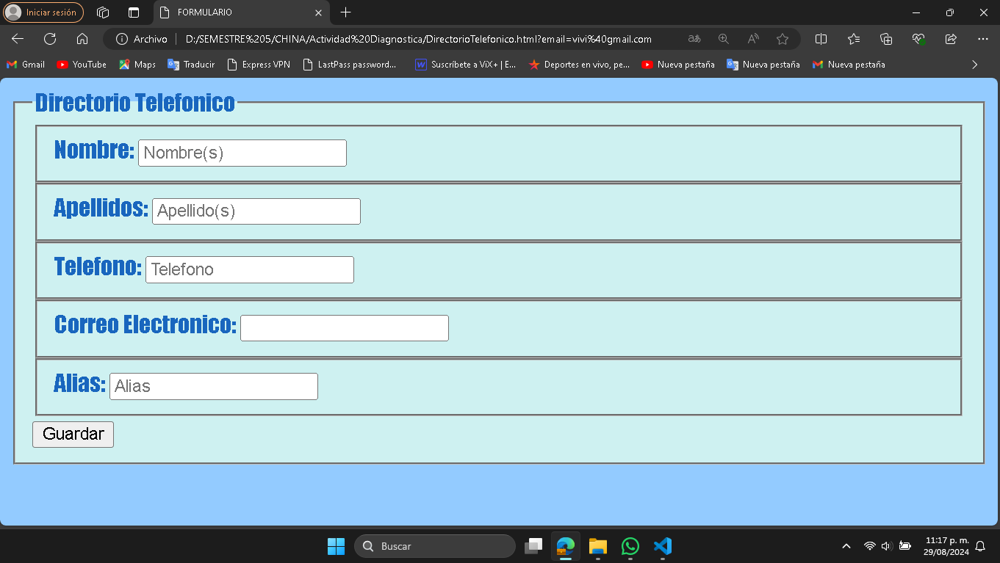 Iniciar sesión
FORMULARIO
Archivo
D:/SEMESTRE%205/CHINA/Actividad%20Diagnostica/DirectorioTelefonico.html?email=vivi%40gmail.com
Gmail YouTube Maps Traducir Express VPN LastPass password... Suscríbete a ViX+ | E... Deportes en vivo, pe... Nueva pestaña Nueva pestaña Nueva pestaña
Directorio Telefonico
Nombre: Nombre(s)
Apellidos: Apellido(s)
Telefono: Telefono
Correo Electronico:
Alias: Alias
Guardar
Buscar
11:17 p. m.
29/08/2024